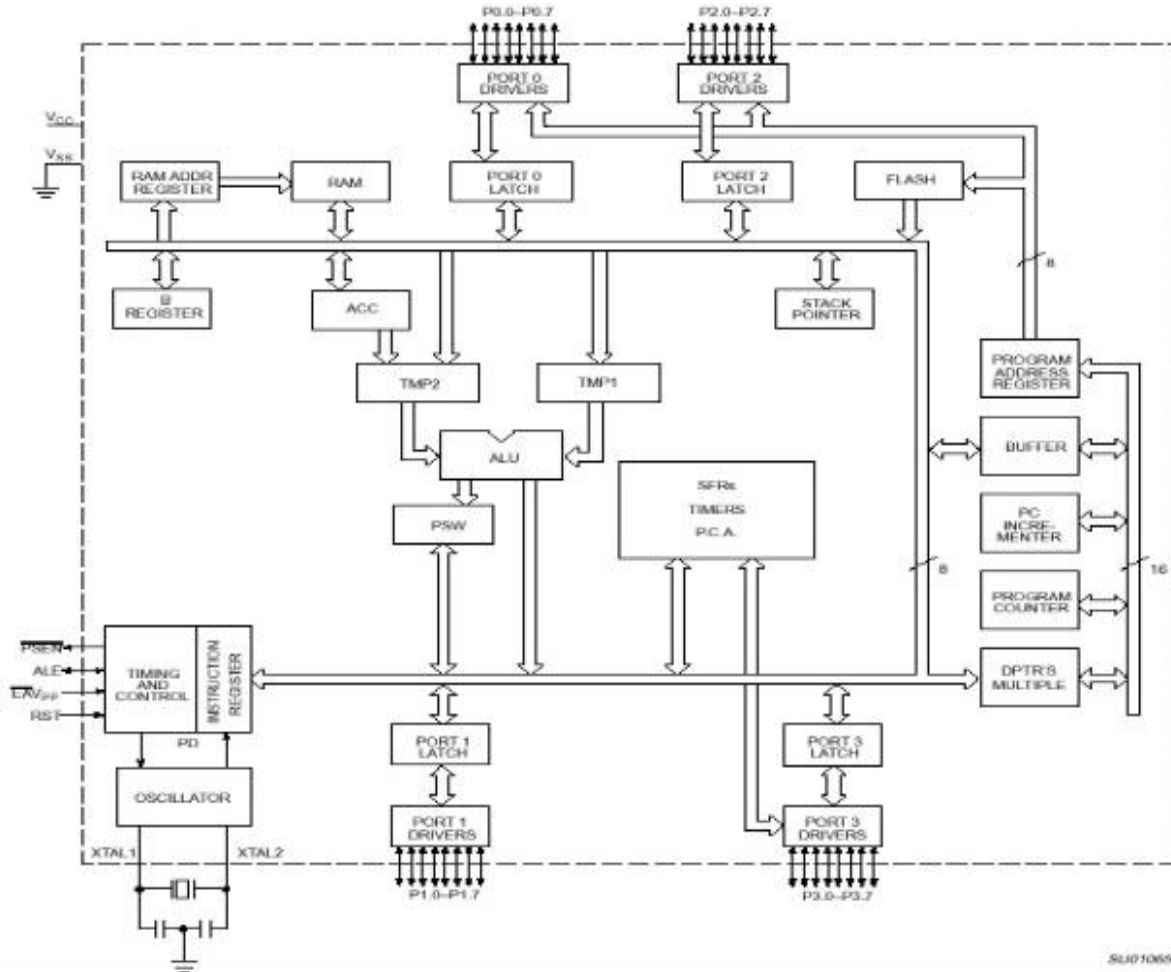 P0.0–P0.7
P2.0–P2.7
PORT 0
DRIVERS
PORT 2
DRIVERS
VCC
VSS
RAM ADDR
REGISTER
RAM
PORT 0
LATCH
PORT 2
LATCH
FLASH
8
B
REGISTER
ACC
STACK
POINTER
PROGRAM
ADDRESS
REGISTER
TMP2
TMP1
ALU
BUFFER
SFRs
TIMERS
P.C.A.
PSW
PC
INCRE-
MENTER
8
16
PROGRAM
COUNTER
PSEN
ALE
EAVPP
RST
TIMING
AND
CONTROL
INSTRUCTION
REGISTER
DPTR'S
MULTIPLE
PD
PORT 1
LATCH
PORT 3
LATCH
OSCILLATOR
PORT 1
DRIVERS
PORT 3
DRIVERS
XTAL1
XTAL2
P1.0–P1.7
P3.0–P3.7